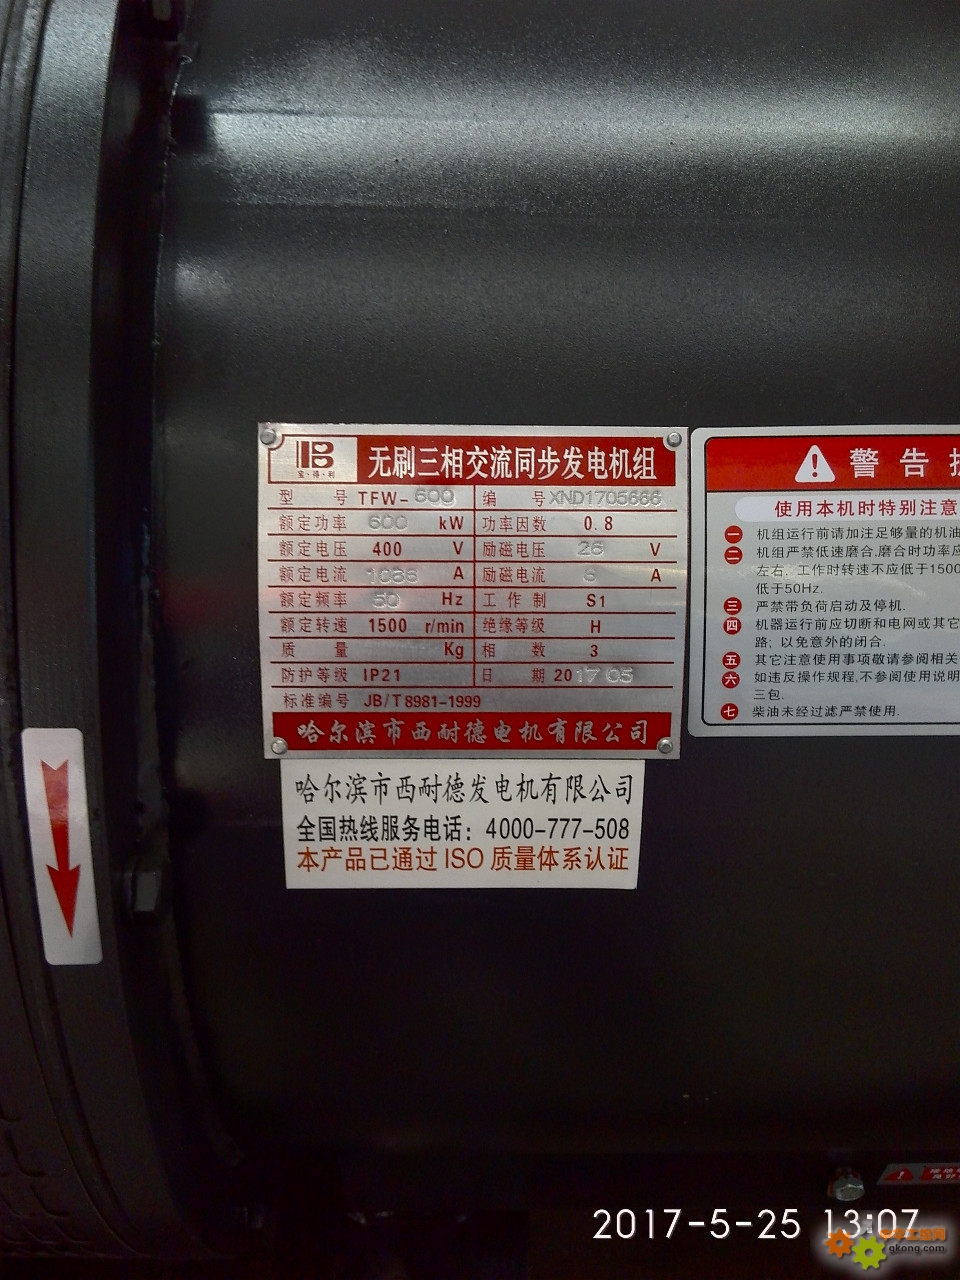 宝·得·利
无刷三相交流同步发电机组
型 号 TFW-600 编 号 XND1705666
额定功率 600 kW 功率因数 0.8
额定电压 400 V 励磁电压 26 V
额定电流 1086 A 励磁电流 6 A
额定频率 50 Hz 工作制 S1
额定转速 1500 r/min 绝缘等级 H
质 量 Kg 相 数 3
防护等级 IP21 日 期 2017 05
标准编号 JB/T8981-1999
哈尔滨市西耐德电机有限公司
哈尔滨市西耐德发电机有限公司
全国热线服务电话：4000-777-508
本产品已通过 ISO 质量体系认证
警告
使用本机时特别注意
一 机组运行前请加注足够量的机油
二 机组严禁低速磨合,磨合时功率应
左右. 工作时转速不应低于1500
低于50Hz.
三 严禁带负荷启动及停机.
四 机器运行前应切断和电网或其它
路; 以免意外的闭合.
五 其它注意使用事项敬请参阅相关
六 如违反操作规程,不参阅使用说明
三包.
七 柴油未经过滤严禁使用.
2017-5-25 13:07
gkong.com